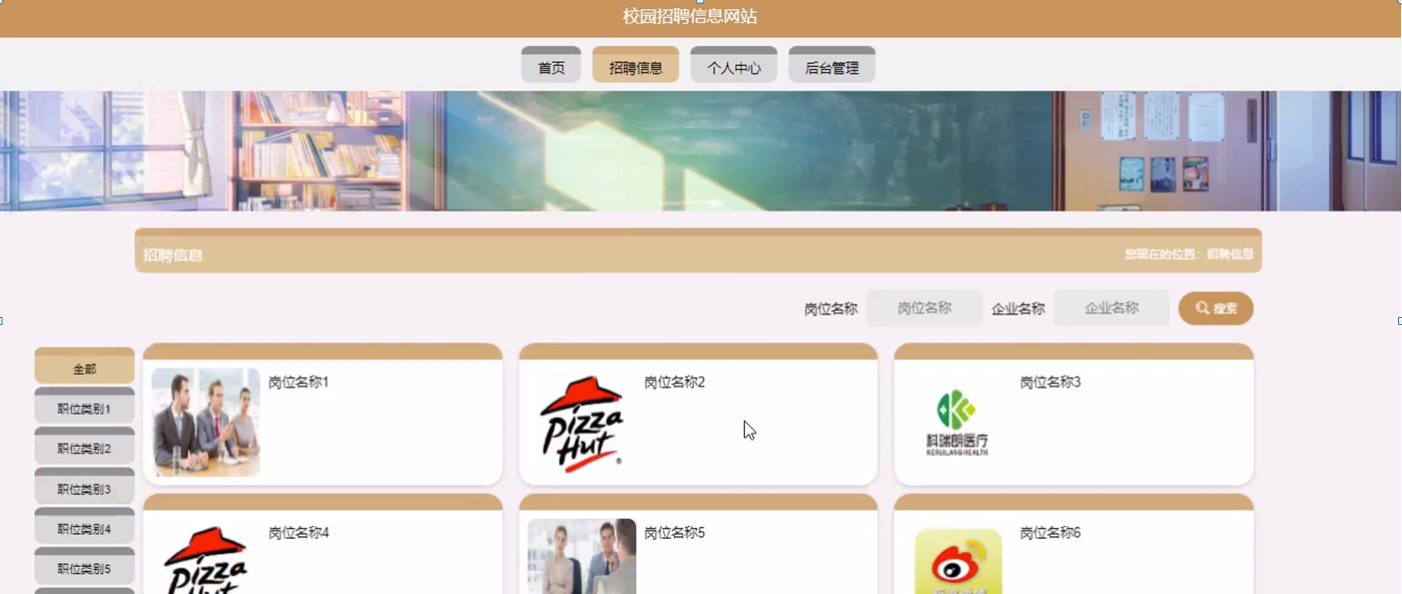 校园招聘信息网站
首页 招聘信息 个人中心 后台管理
招聘信息 您现在的位置：招聘信息
岗位名称 岗位名称 企业名称 企业名称 搜索
全部
职位类别1
职位类别2
职位类别3
职位类别4
职位类别5
岗位名称1
Pizza Hut
岗位名称2
科瑞朗医疗
KERUILANG HEALTH
岗位名称3
Pizza Hut
岗位名称4
岗位名称5
岗位名称6